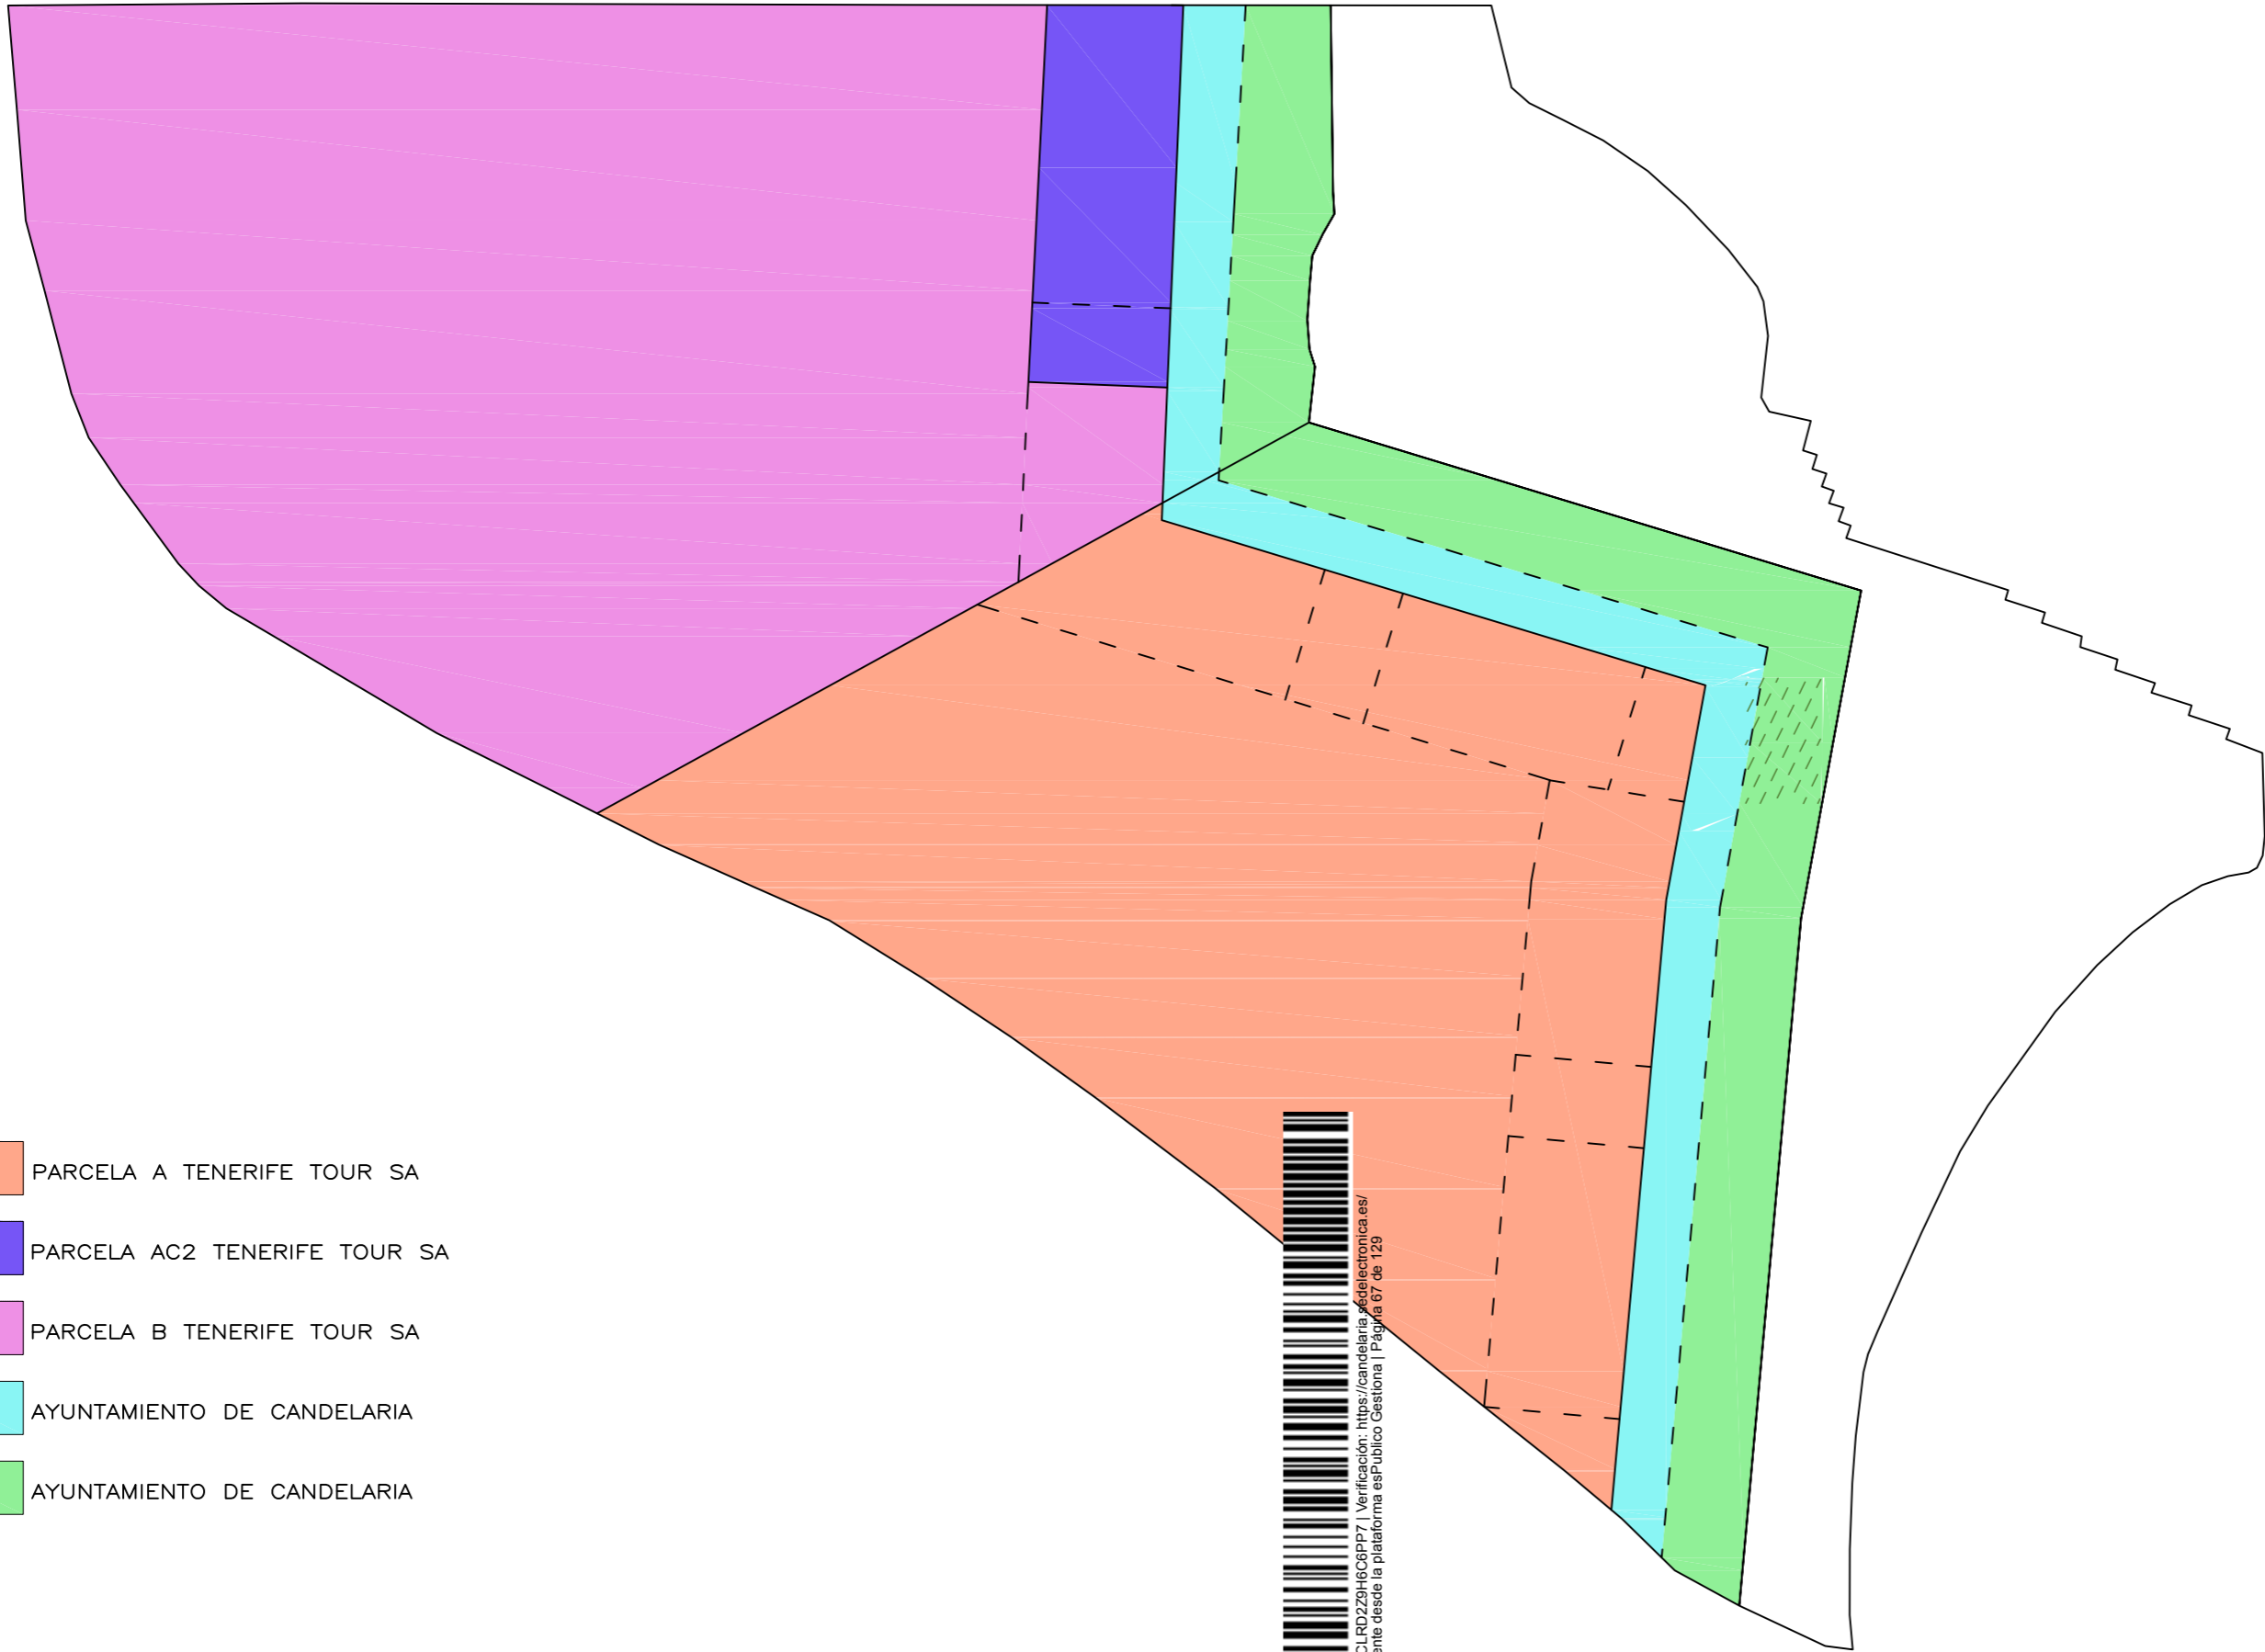 PARCELA A TENERIFE TOUR SA
PARCELA AC2 TENERIFE TOUR SA
PARCELA B TENERIFE TOUR SA
AYUNTAMIENTO DE CANDELARIA
AYUNTAMIENTO DE CANDELARIA
CLRD2Z9H6C6PP7 | Verificación: https://candelaria.sedelectronica.es/
ente desde la plataforma esPublico Gestiona | Página 67 de 129